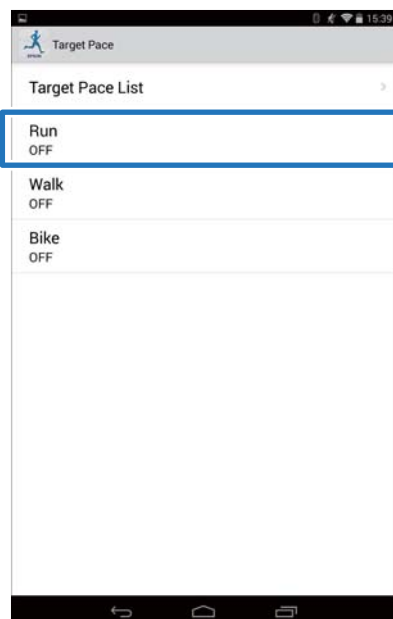 15:39
Target Pace
Target Pace List
Run
OFF
Walk
OFF
Bike
OFF